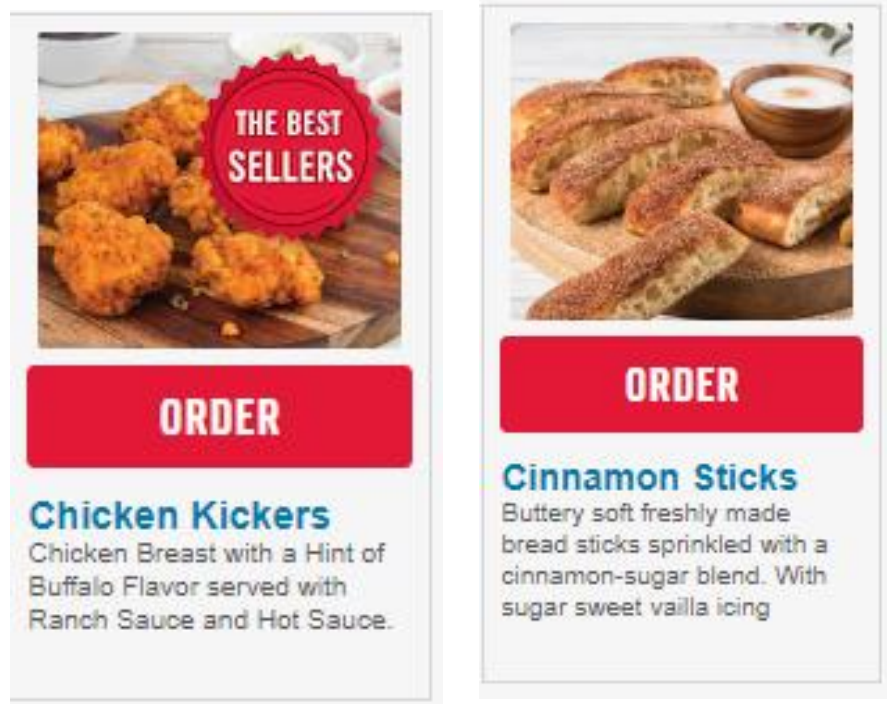 THE BEST
SELLERS
ORDER
Chicken Kickers
Chicken Breast with a Hint of
Buffalo Flavor served with
Ranch Sauce and Hot Sauce.
ORDER
Cinnamon Sticks
Buttery soft freshly made
bread sticks sprinkled with a
cinnamon-sugar blend. With
sugar sweet vailla icing